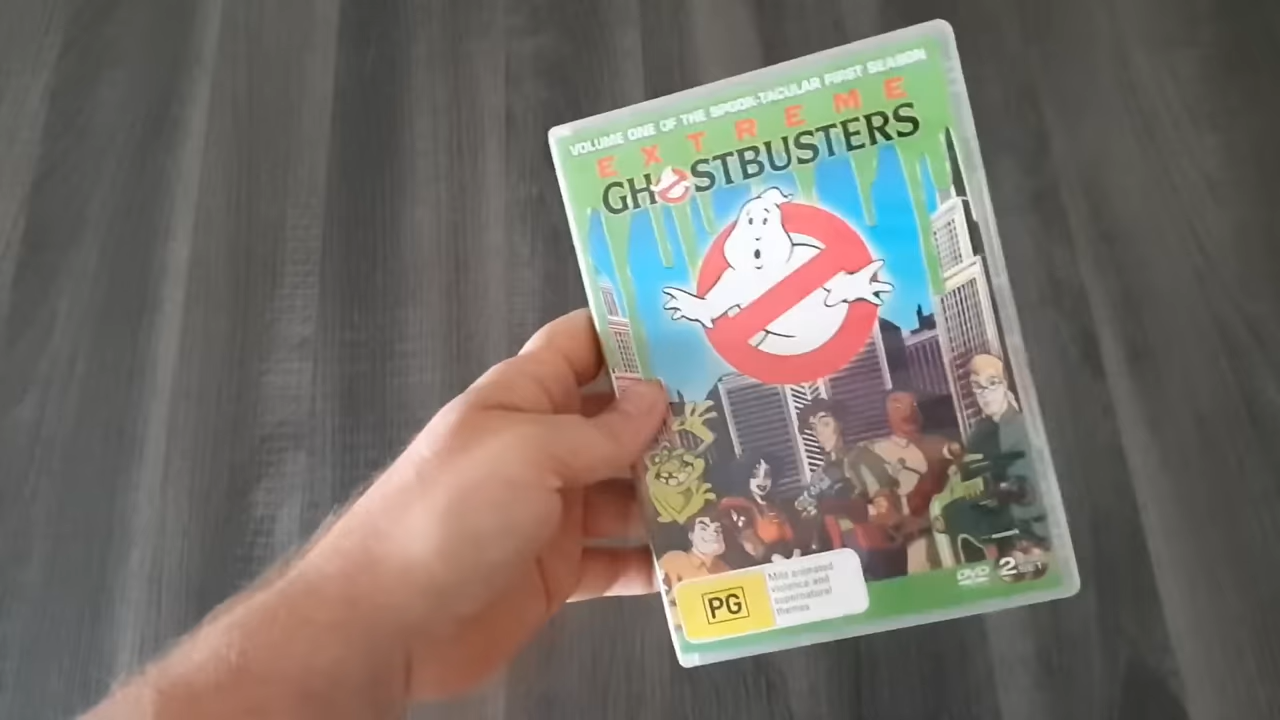 VOLUME ONE OF THE SPOOK-TACULAR FIRST SEASON
EXTREME
GHOSTBUSTERS
PG
Mild animated
violence and
supernatural
themes
DVD
2
SET